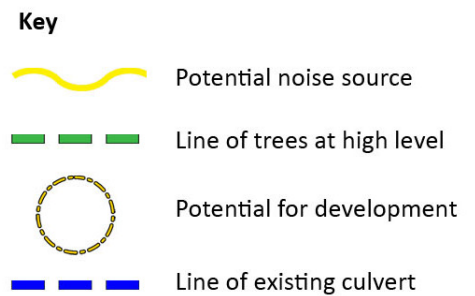 Key
Potential noise source
Line of trees at high level
Potential for development
Line of existing culvert